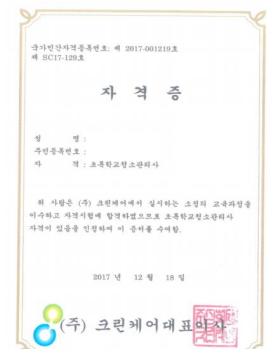 국가민간자격등록번호: 제 2017-001219호
제 SC17-129호
자 격 증
성 명 :
주민등록번호 :
자 격 : 초록학교청소관리사
위 사람은 (주) 크린케어에서 실시하는 소정의 교육과정을
이수하고 자격시험에 합격하였으므로 초록학교청소관리사
자격이 있음을 인정하여 이 증서를 수여함.
2017 년 12 월 18 일
(주) 크린케어대표이사